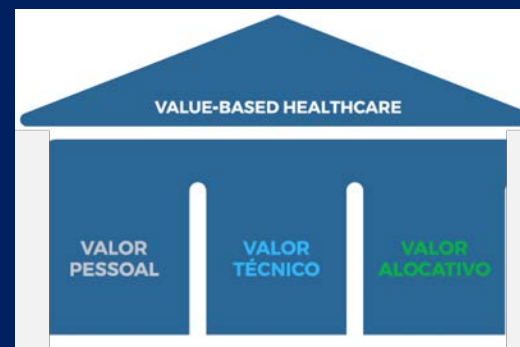 VALUE-BASED HEALTHCARE
VALOR
PESSOAL
VALOR
TÉCNICO
VALOR
ALOCATIVO